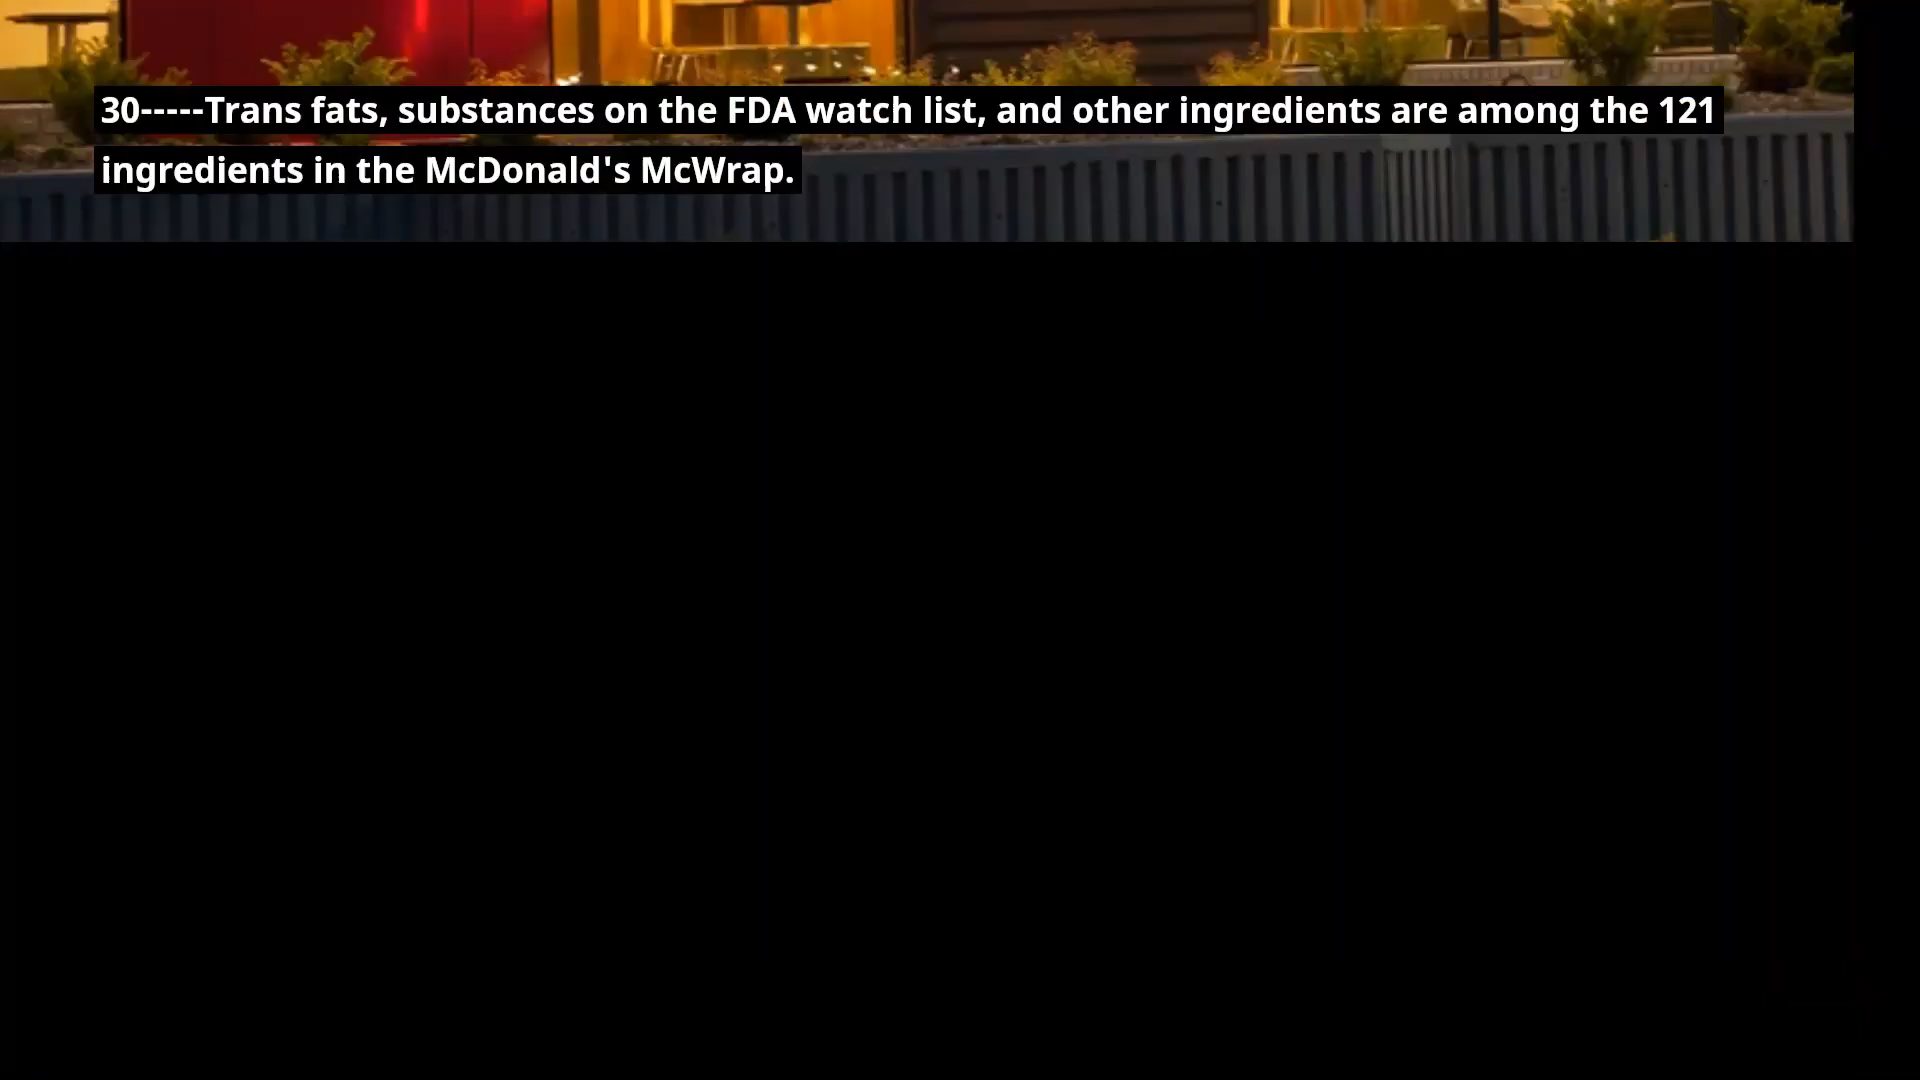 30-----Trans fats, substances on the FDA watch list, and other ingredients are among the 121
ingredients in the McDonald's McWrap.